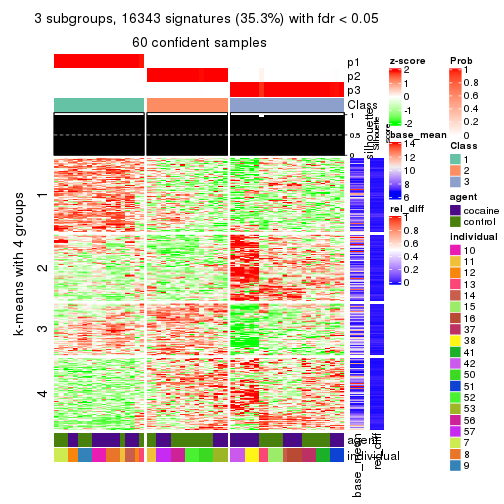 3 subgroups, 16343 signatures (35.3%) with fdr < 0.05
60 confident samples
p1
p2
p3
Class
1
0.5
0
silhouette
Silhouette
score
k-means with 4 groups
1
2
3
4
agent
individual
base_mean
rel_diff
z-score
2
1
0
-1
-2
base_mean
14
12
10
8
6
rel_diff
1
0.8
0.6
0.4
0.2
0
Prob
1
0.8
0.6
0.4
0.2
0
Class
1
2
3
agent
cocaine
control
individual
10
11
12
13
14
15
16
37
38
41
42
50
51
52
53
56
57
7
8
9